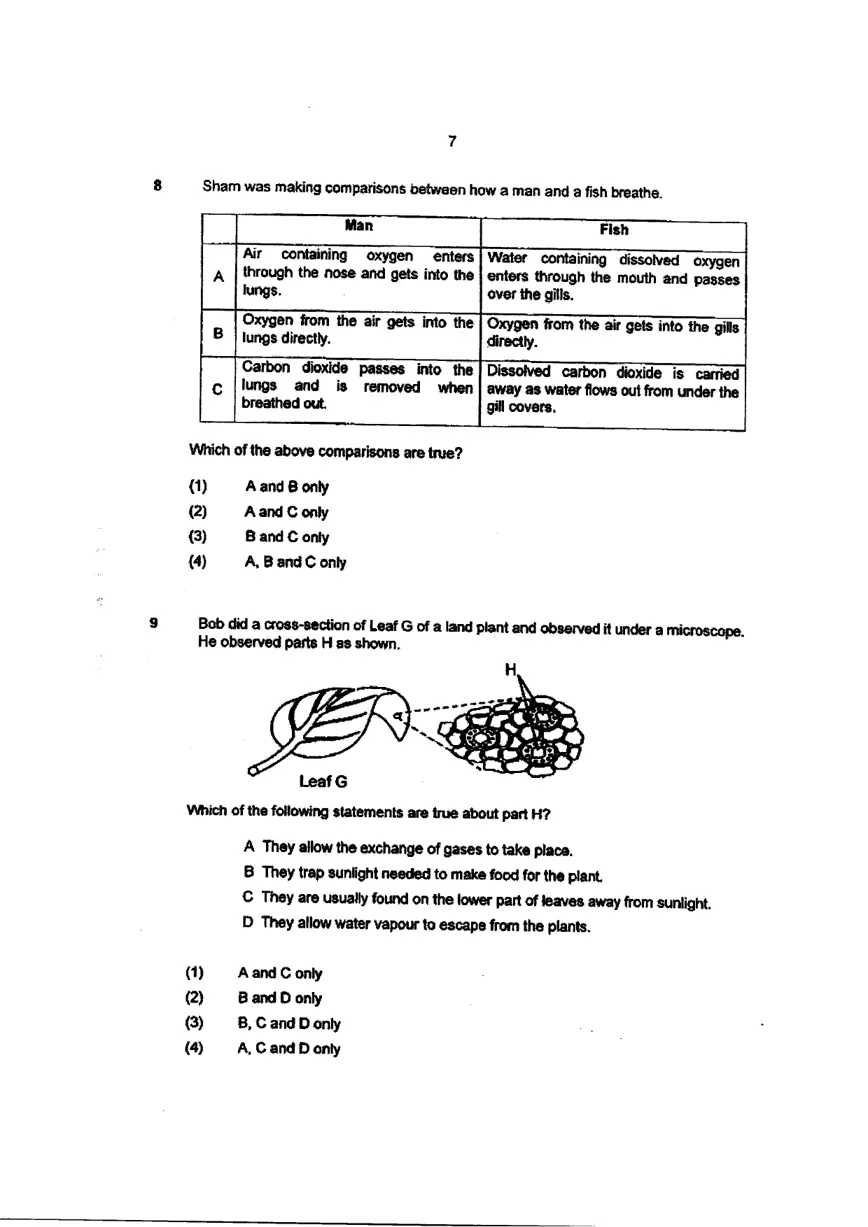 7
8 Sham was making comparisons between how a man and a fish breathe.
Man Fish
A Air containing oxygen enters through the nose and gets into the lungs. Water containing dissolved oxygen enters through the mouth and passes over the gills.
B Oxygen from the air gets into the lungs directly. Oxygen from the air gets into the gills directly.
C Carbon dioxide passes into the lungs and is removed when breathed out. Dissolved carbon dioxide is carried away as water flows out from under the gill covers.
Which of the above comparisons are true?
(1) A and B only
(2) A and C only
(3) B and C only
(4) A, B and C only
9 Bob did a cross-section of Leaf G of a land plant and observed it under a microscope.
He observed parts H as shown.
H
Leaf G
Which of the following statements are true about part H?
A They allow the exchange of gases to take place.
B They trap sunlight needed to make food for the plant.
C They are usually found on the lower part of leaves away from sunlight.
D They allow water vapour to escape from the plants.
(1) A and C only
(2) B and D only
(3) B, C and D only
(4) A, C and D only